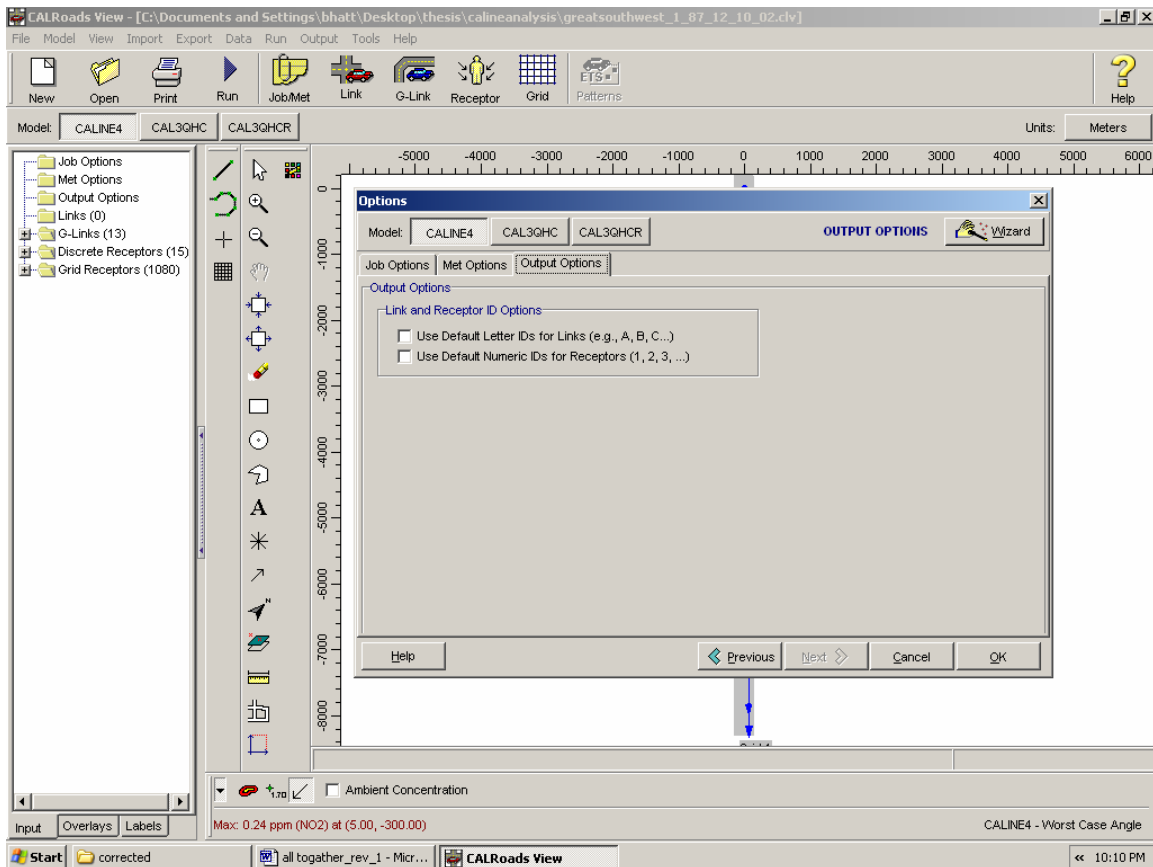 CALRoads View - [C:\Documents and Settings\bhatt\Desktop\thesis\calineanalysis\greatsouthwest_1_87_12_10_02.clv]
File Model View Import Export Data Run Output Tools Help
New Open Print Run Job/Met Link G-Link Receptor Grid ETS Patterns Help
Model: CALINE4 CAL3QHC CAL3QHCR Units: Meters
Job Options
Met Options
Output Options
Links (0)
G-Links (13)
Discrete Receptors (15)
Grid Receptors (1080)
-5000 -4000 -3000 -2000 -1000 0 1000 2000 3000 4000 5000 6000
0
-1000
-2000
-3000
-4000
-5000
-6000
-7000
-8000
A
N
Options
Model: CALINE4 CAL3QHC CAL3QHCR OUTPUT OPTIONS Wizard
Job Options Met Options Output Options
Output Options
Link and Receptor ID Options
Use Default Letter IDs for Links (e.g., A, B, C...)
Use Default Numeric IDs for Receptors (1, 2, 3, ...)
Help Previous Next Cancel OK
1.70 Ambient Concentration
Input Overlays Labels
Max: 0.24 ppm (NO2) at (5.00, -300.00) CALINE4 - Worst Case Angle
Start corrected all togather_rev_1 - Micr... CALRoads View « 10:10 PM